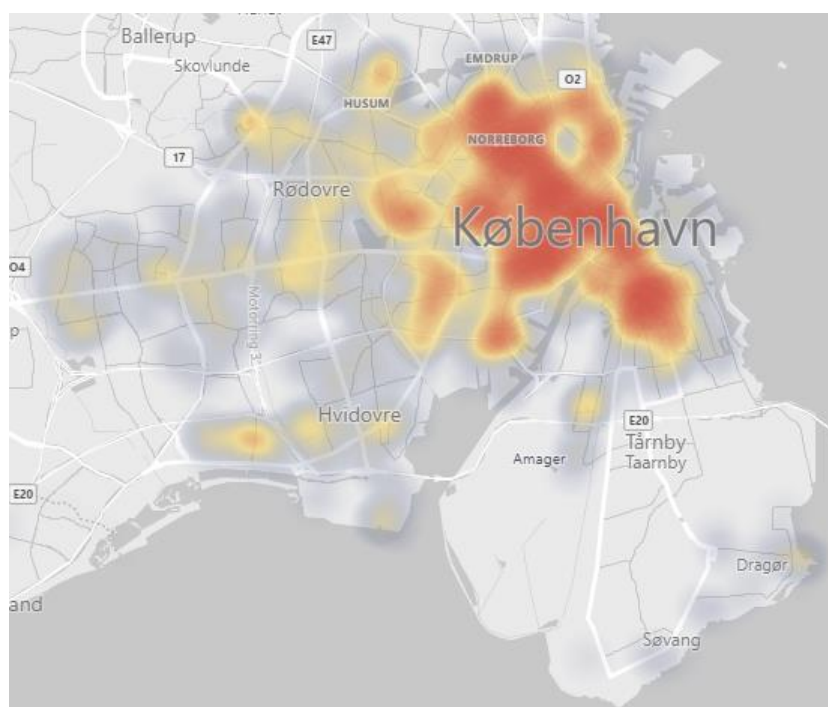 Ballerup
E47
Skovlunde
EMDRUP
O2
HUSUM
NORREBORG
17
Rødovre
København
O4
Motorring 3
p
Hvidovre
E20
Tårnby
Taarnby
Amager
E20
Dragør
and
Søvang